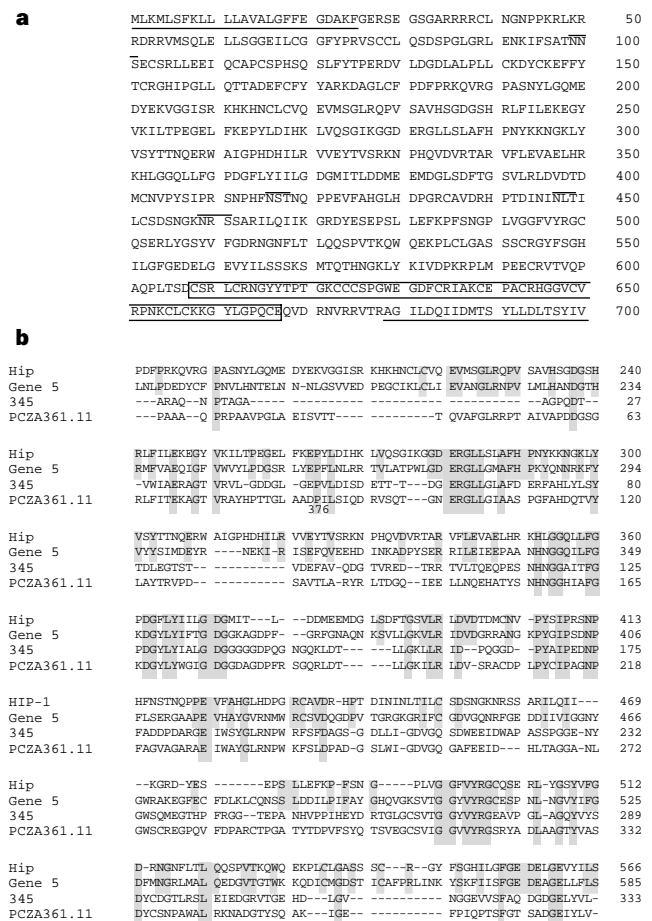 a
MLKMLSFKLL LLAVALGFFE GDAKFGERSE GSGARRRRCL NGNPPKRLKR 50
RDRRVMSQLE LLSGGEILCG GFYPRVSCCL QSDSPGLGRL ENKIFSATNN 100
SECSRLLEEI QCAPCSPHSQ SLFYTPERDV LDGDLALPLL CKDYCKEFFY 150
TCRGHIPGLL QTTADEFCFY YARKDAGLCF PDFPRKQVRG PASNYLGQME 200
DYEKVGGISR KHKHNCLCVQ EVMSGLRQPV SAVHSGDGSH RLFILEKEGY 250
VKILTPEGEL FKEPYLDIHK LVQSGIKGGD ERGLLSLAFH PNYKKNGKLY 300
VSYTTNQERW AIGPHDHILR VVEYTVSRKN PHQVDVRTAR VFLEVAELHR 350
KHLGGQLLFG PDGFLYIILG DGMITLDDME EMDGLSDFTG SVLRLDVDTD 400
MCNVPYSIPR SNPHFNSTNQ PPEVFAHGLH DPGRCAVDRH PTDININLTI 450
LCSDSNGKNR SSARILQIIK GRDYESEPSL LEFKPFSNGP LVGGFVYRGC 500
QSERLYGSYV FGDRNGNFLT LQQSPVTKQW QEKPLCLGAS SSCRGYFSGH 550
ILGFGEDELG EVYILSSSKS MTQTHNGKLY KIVDPKRPLM PEECRVTVQP 600
AQPLTSDCSR LCRNGYYTPT GKCCCSPGWE GDFCRIAKCE PACRHGGVCV 650
RPNKCLCKKG YLGPQCEQVD RNVRRVTRAG ILDQIIDMTS YLLDLTSYIV 700
b
Hip PDFPRKQVRG PASNYLGQME DYEKVGGISR KHKHNCLCVQ EVMSGLRQPV SAVHSGDGSH 240
Gene 5 LNLPDEDYCF PNVLHNTELN NN-LGSVVED PEGCIKLCLI EVANGLRNPV LMLHANDGTH 234
345 ---ARAQ--N PTAGA----- ---------- ---------- ---------- ----AGPQDT-- 27
PCZA361.11 --PAAA--Q PRPAAVPGLA EISVTT---- ---------T TQVAFGLRRPT AIVAPDDGSG 63
Hip RLFILEKEGY VKILTPEGEL FKEPYLDIHK LVQSGIKGGD ERGLLSLAFH PNYKKNGKLY 300
Gene 5 RMFVAEQIGF VWVYLPDGSR LYEPFLNLRR TVLATPWLGD ERGLLGMAFH PKYQNNRKFY 294
345 -VWIAERAGT VRVL-GDDGL -GEPVLDISD ETT-T---DG ERGLLGLAFD ERFAHLYLSY 80
PCZA361.11 RLFITEKAGT VRAYHPTTGL AADPILSIQD RVSQT---GN ERGLLGIAAS PGFAHDQTVY 120
376
Hip VSYTTNQERW AIGPHDHILR VVEYTVSRKN PHQVDVRTAR VFLEVAELHR KHLGGQLLFG 360
Gene 5 VYYSIMDEYR ----NEKI-R ISEFQVEEHD INKADPYSER RILEIEEPAA NHNGGQILFG 349
345 TDLEGTST-- ---------- VDEFAV-QDG TVRED--TRR TVLTQEQPES NHNGGAITFG 125
PCZA361.11 LAYTRVPD-- ---------- SAVTLA-RYR LTDGQ--IEE LLNQEHATYS NHNGGHIAFG 165
Hip PDGFLYIILG DGMIT---L- --DDMEEMDG LSDFTGSVLR LDVDTDMCNV -PYSIPRSNP 413
Gene 5 KDGYLYIFTG DGGKAGDPF- --GRFGNAQN KSVLLGKVLR IDVDGRRANG KPYSIPSDNP 406
345 PDGYLYIALG DGGGGGDPQG NGQKLDT--- ----LLGKLLR ID--PQGGD- -PYAIPEDNP 175
PCZA361.11 KDGYLYWGIG DGGDAGDPFR SGQRLDT--- ----LLGKILR LDV-SRACDP LPYCIPAGNP 218
HIP-1 HFNSTNQPPE VFAHGLHDPG RCAVDR-HPT DININLTILC SDSNGKNRSS ARILQII--- 469
Gene 5 FLSERGAAPE VHAYGVRNMW RCSVDQGDPV TGRGKGRIFC GDVGQNRFGE DDIIVIGGNY 466
345 FADDPDARGE IWSYGLRNPW RFSFDAGS-G DLLI-GDVGQ SDWEEIDWAP ASSPGGE-NY 232
PCZA361.11 FAGVAGARAE IWAYGLRNPW KFSLDPAD-G SLWI-GDVGQ GAFEEID--- HLTAGGA-NL 272
Hip --KGRD-YES -----EPS-L LEFKP-FSN G-----PLVG GFVYRGCQSE RL-YGSYVFG 512
Gene 5 GWRAKEGFEC FDLKLCQNSS LDDILPIFAY GHQVGKSVTG GYVYRGCESP NL-NGVYIFG 525
345 GWSQMEGTHP FRGG--TEPA NHVPPIHEYD RTGLGCSVTG GYVYRGEAVP GL-AGQYVYS 289
PCZA361.11 GWSCREGPQV FDPARCTPGA TYTDPVFSYQ TSVEGCSVIG GVVYRGSRYA DLAAGTYVAS 332
Hip D-RNGNFLTL QQSPVTKQWQ EKPLCLGASS SC---R--GY FSGHILGFGE DELGEVYILS 566
Gene 5 DFMNGRLMAL QEDGVTGTWK KQDICMGDST ICAFPRLINK YSKFIISFGE DEAGELLFLS 585
345 DYCDGTLRSL EIEDGRVTGE HD--LGV--- ---------- NGGEVVSFAQ DGDGELYVL- 333
PCZA361.11 DYCSNPAWAL RKNADGTYSQ AK---IGE--- ---------- FPIQPTSFGT SADGELYLV-